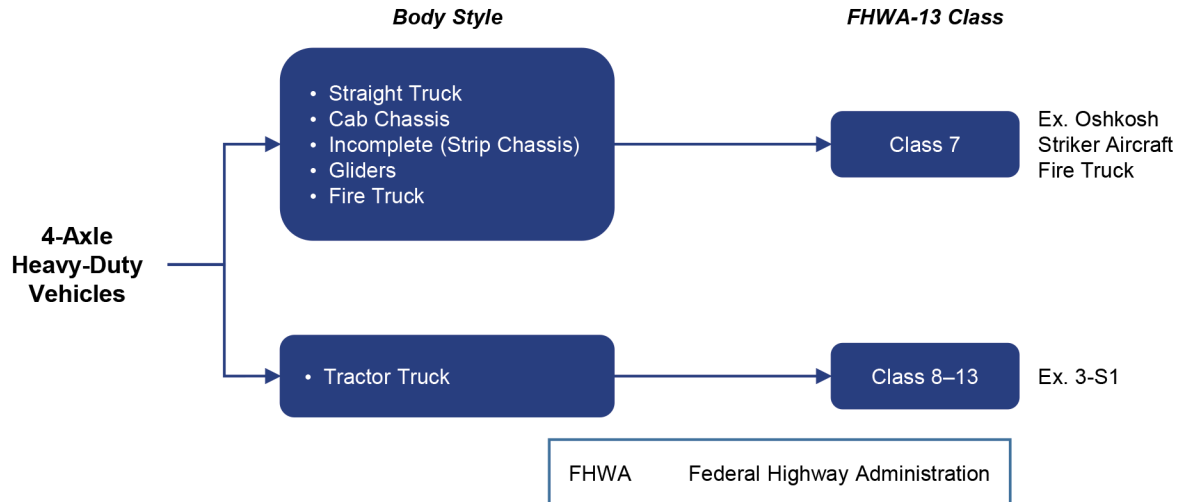 Body Style
FHWA-13 Class
• Straight Truck
• Cab Chassis
• Incomplete (Strip Chassis)
• Gliders
• Fire Truck
Class 7
Ex. Oshkosh
Striker Aircraft
Fire Truck
4-Axle
Heavy-Duty
Vehicles
• Tractor Truck
Class 8–13
Ex. 3-S1
FHWA Federal Highway Administration